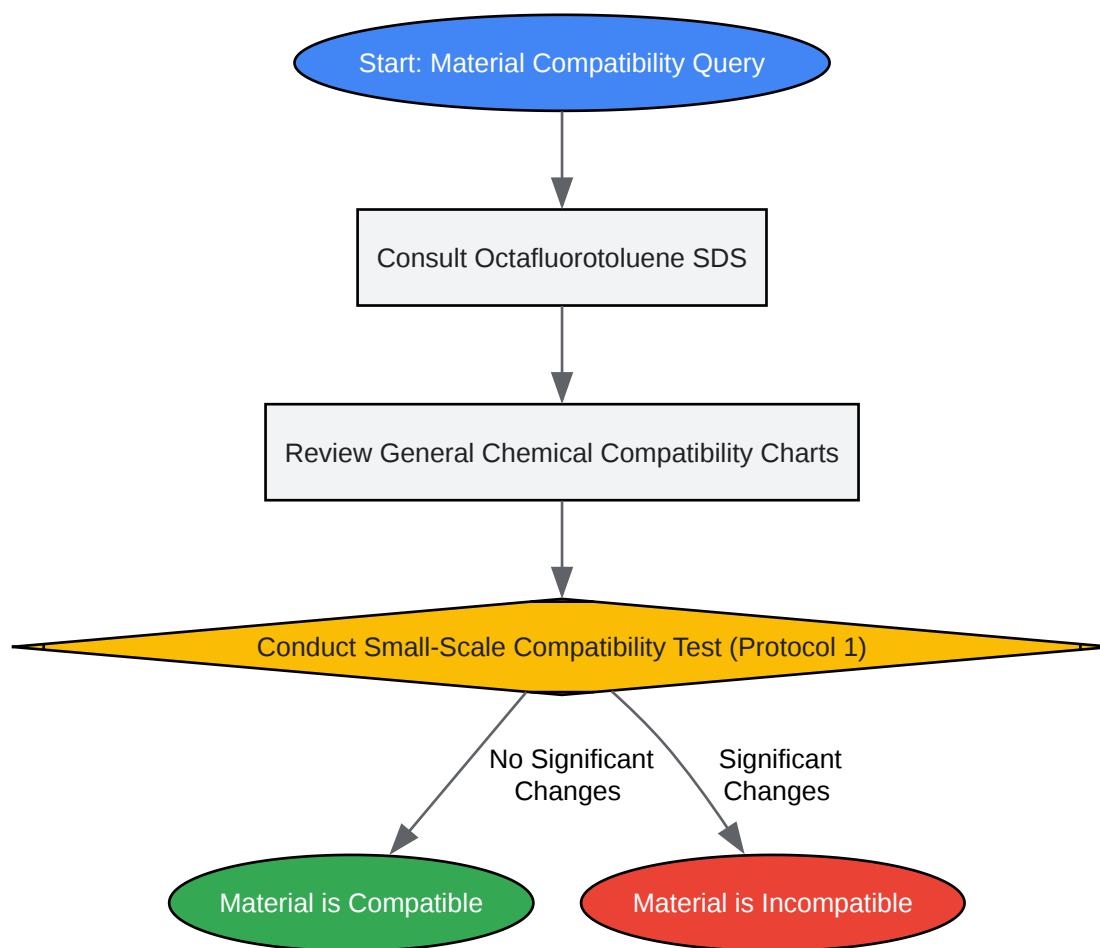 Start: Material Compatibility Query
Consult Octafluorotoluene SDS
Review General Chemical Compatibility Charts
Conduct Small-Scale Compatibility Test (Protocol 1)
No Significant
Changes
Significant
Changes
Material is Compatible
Material is Incompatible